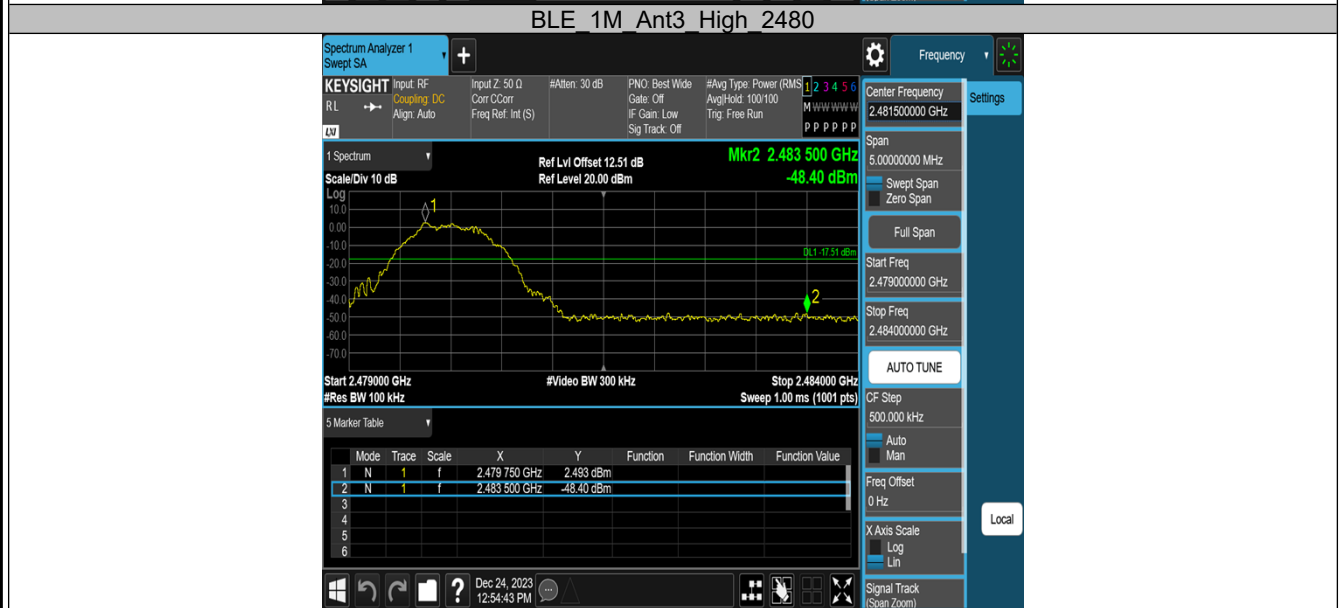 BLE_1M_Ant3_High_2480
Spectrum Analyzer 1
Swept SA
+
Frequency
KEYSIGHT
RL
LXI
Input: RF
Coupling: DC
Align: Auto
Input Z: 50 Ω
Corr CCorr
Freq Ref: Int (S)
#Atten: 30 dB
PNO: Best Wide
Gate: Off
IF Gain: Low
Sig Track: Off
#Avg Type: Power (RMS
Avg|Hold: 100/100
Trig: Free Run
1 2 3 4 5 6
M W W W W W
P P P P P P
1 Spectrum
Scale/Div 10 dB
Ref Lvl Offset 12.51 dB
Ref Level 20.00 dBm
Mkr2 2.483 500 GHz
-48.40 dBm
Log
10.0
0.00
-10.0
-20.0
-30.0
-40.0
-50.0
-60.0
-70.0
1
DL1 -17.51 dBm
2
Start 2.479000 GHz
#Res BW 100 kHz
#Video BW 300 kHz
Stop 2.484000 GHz
Sweep 1.00 ms (1001 pts)
5 Marker Table
Mode Trace Scale X Y Function Function Width Function Value
1 N 1 f 2.479 750 GHz 2.493 dBm
2 N 1 f 2.483 500 GHz -48.40 dBm
3
4
5
6
?
Dec 24, 2023
12:54:43 PM
Center Frequency
2.481500000 GHz
Settings
Span
5.00000000 MHz
Swept Span
Zero Span
Full Span
Start Freq
2.479000000 GHz
Stop Freq
2.484000000 GHz
AUTO TUNE
CF Step
500.000 kHz
Auto
Man
Freq Offset
0 Hz
X Axis Scale
Log
Lin
Local
Signal Track
(Span Zoom)